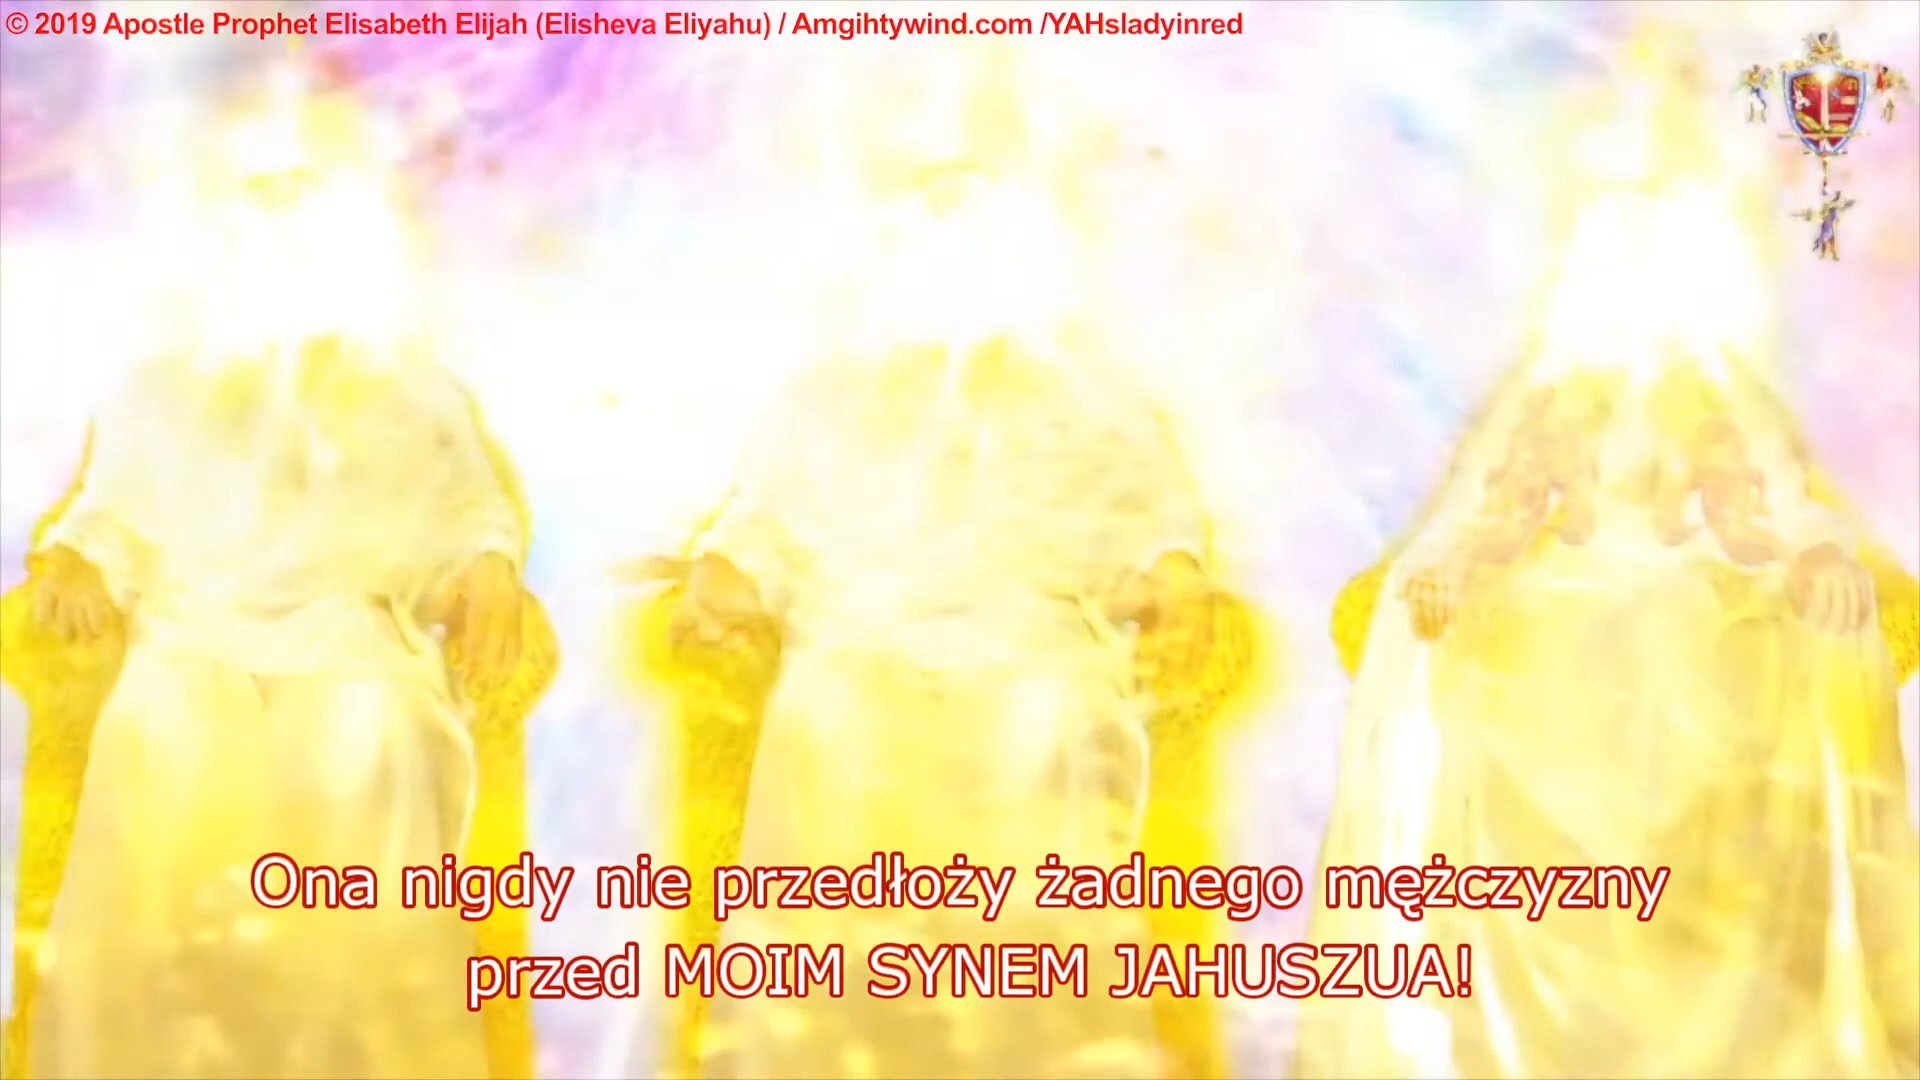 © 2019 Apostle Prophet Elisabeth Elijah (Elisheva Eliyahu) / Amgihtywind.com /YAHsladyinred
Ona nigdy nie przedłoży żadnego mężczyzny
przed MOIM SYNEM JAHUSZUA!